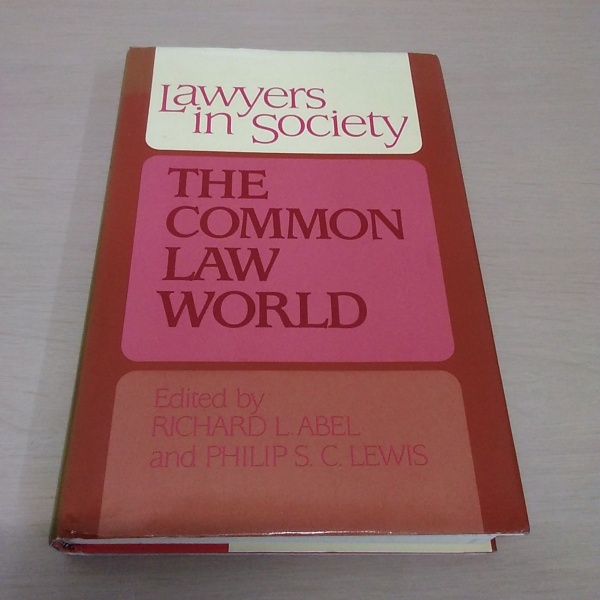 Lawyers
in Society
THE
COMMON
LAW
WORLD
Edited by
RICHARD L. ABEL
and PHILIP S. C. LEWIS